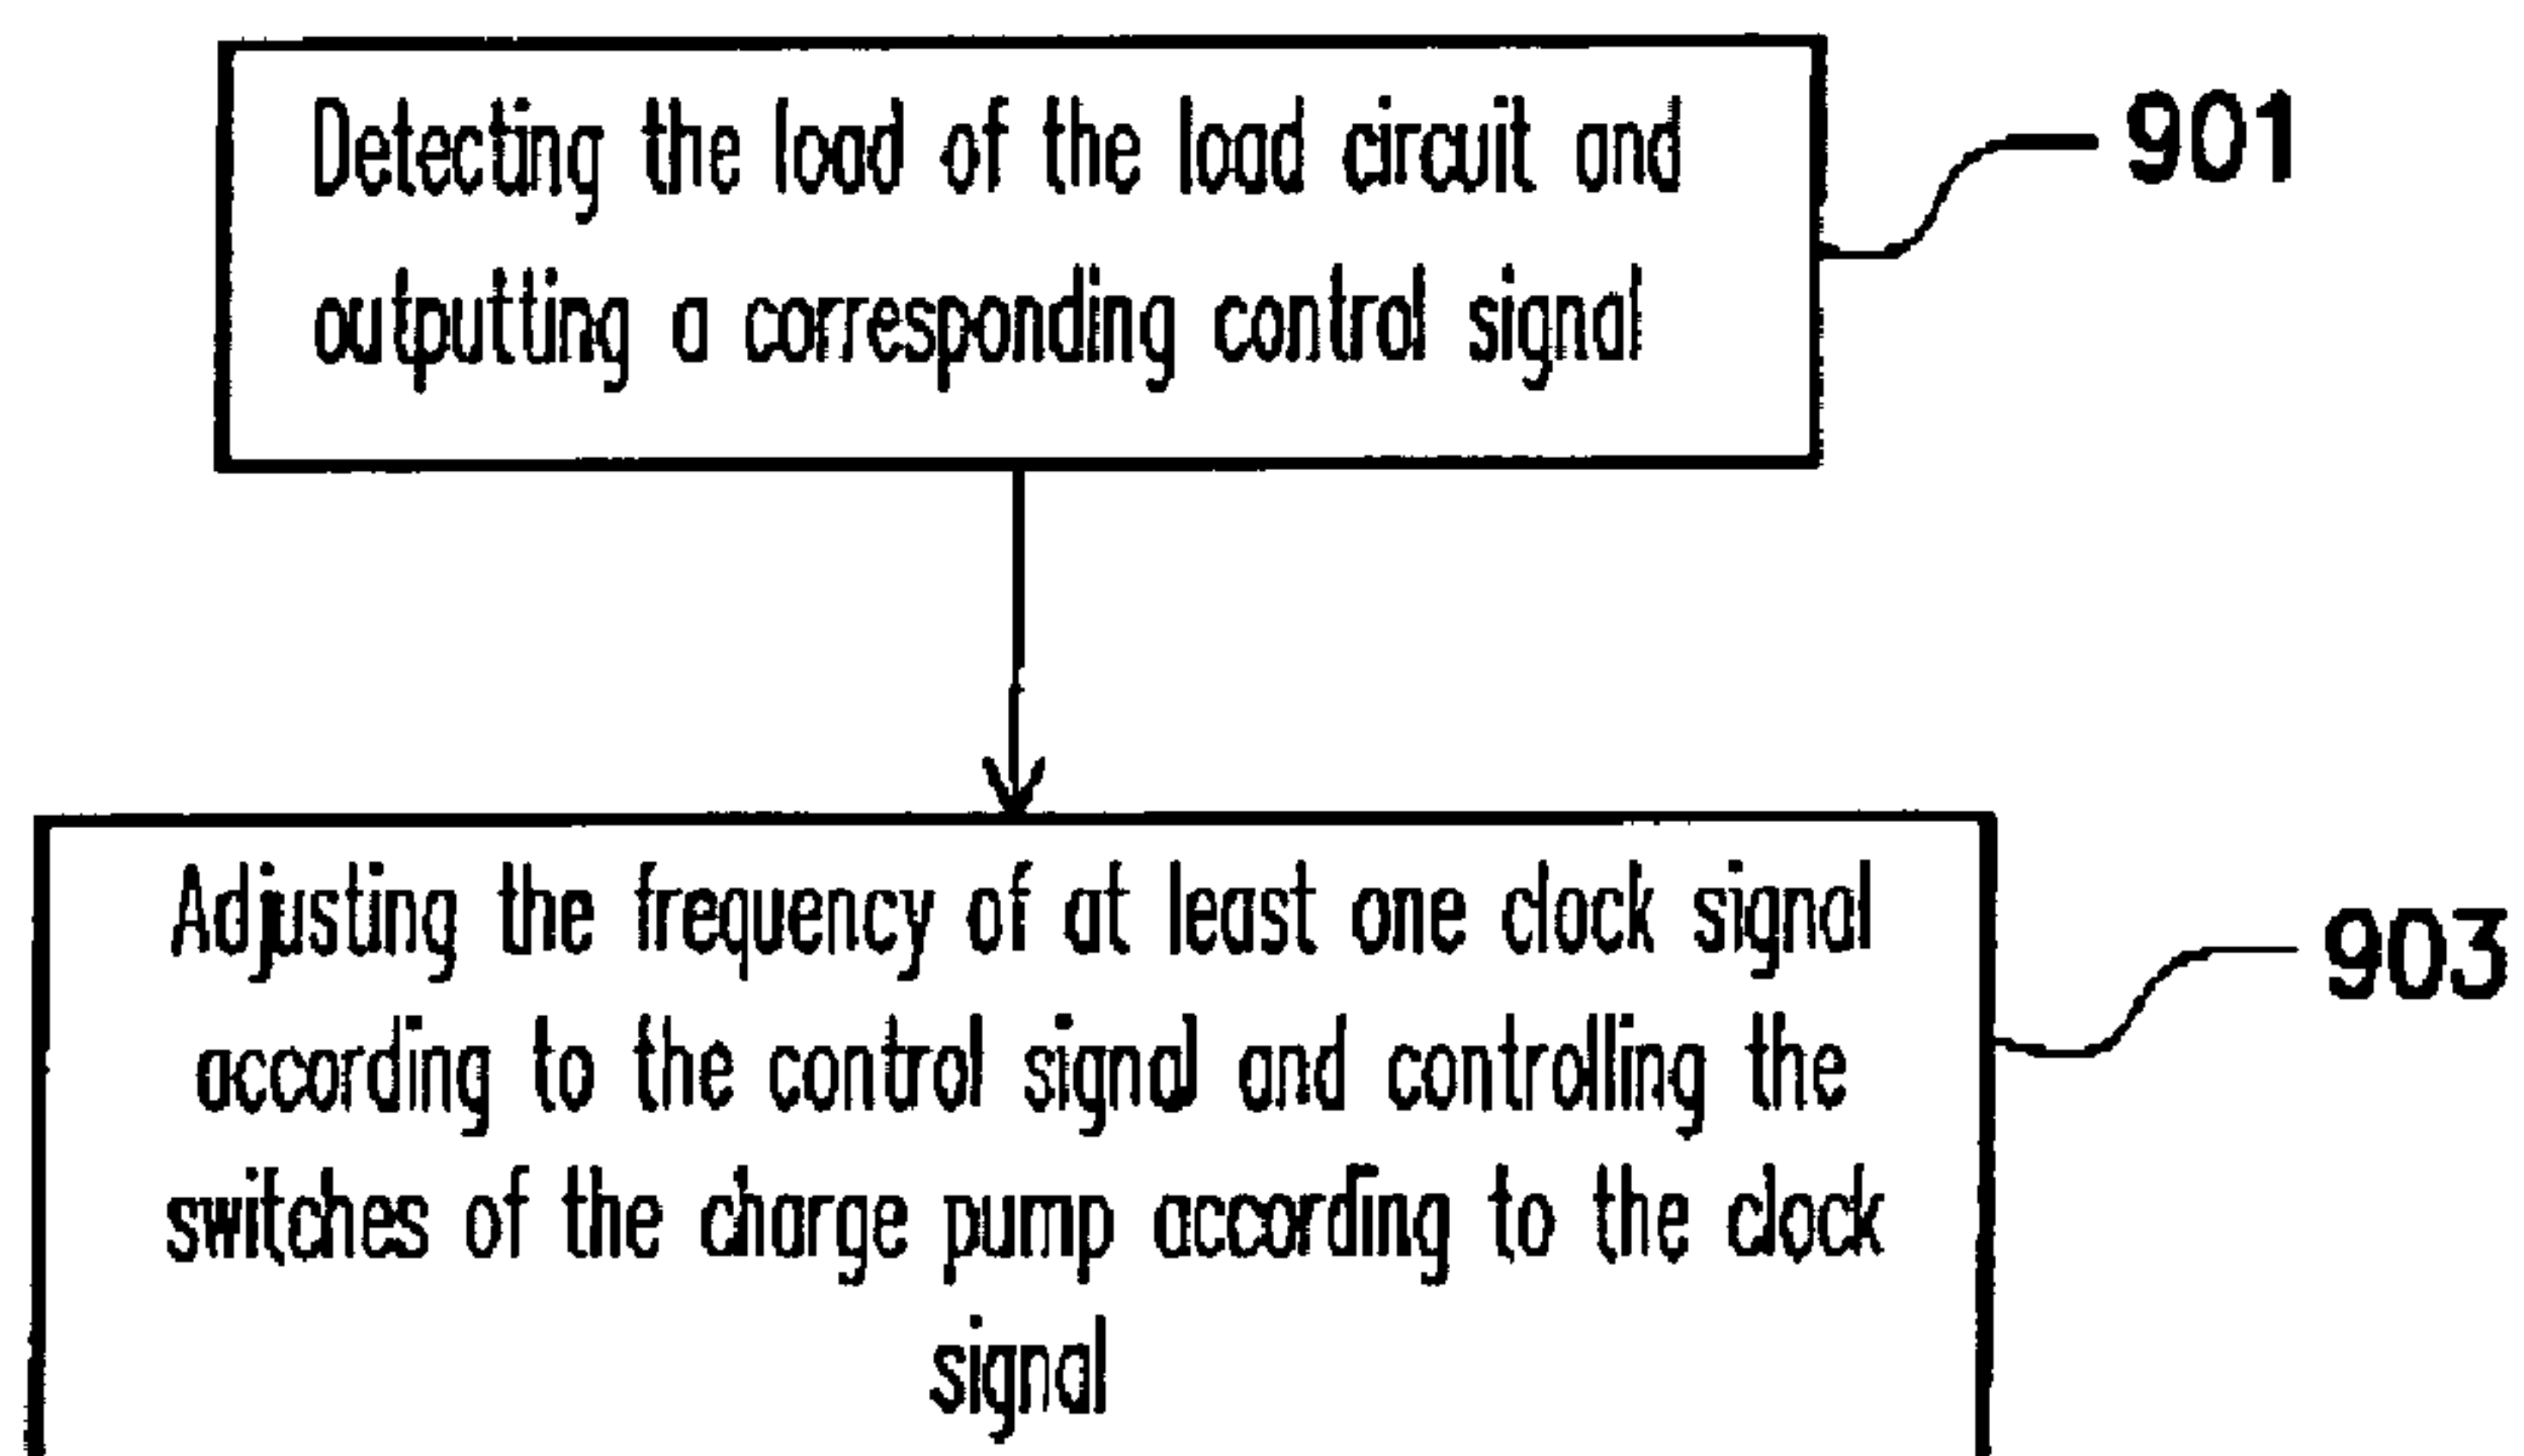 Detecting the load of the load circuit and
outputting a corresponding control signal
901
Adjusting the frequency of at least one clock signal
according to the control signal and controlling the
switches of the charge pump according to the clock
signal
903